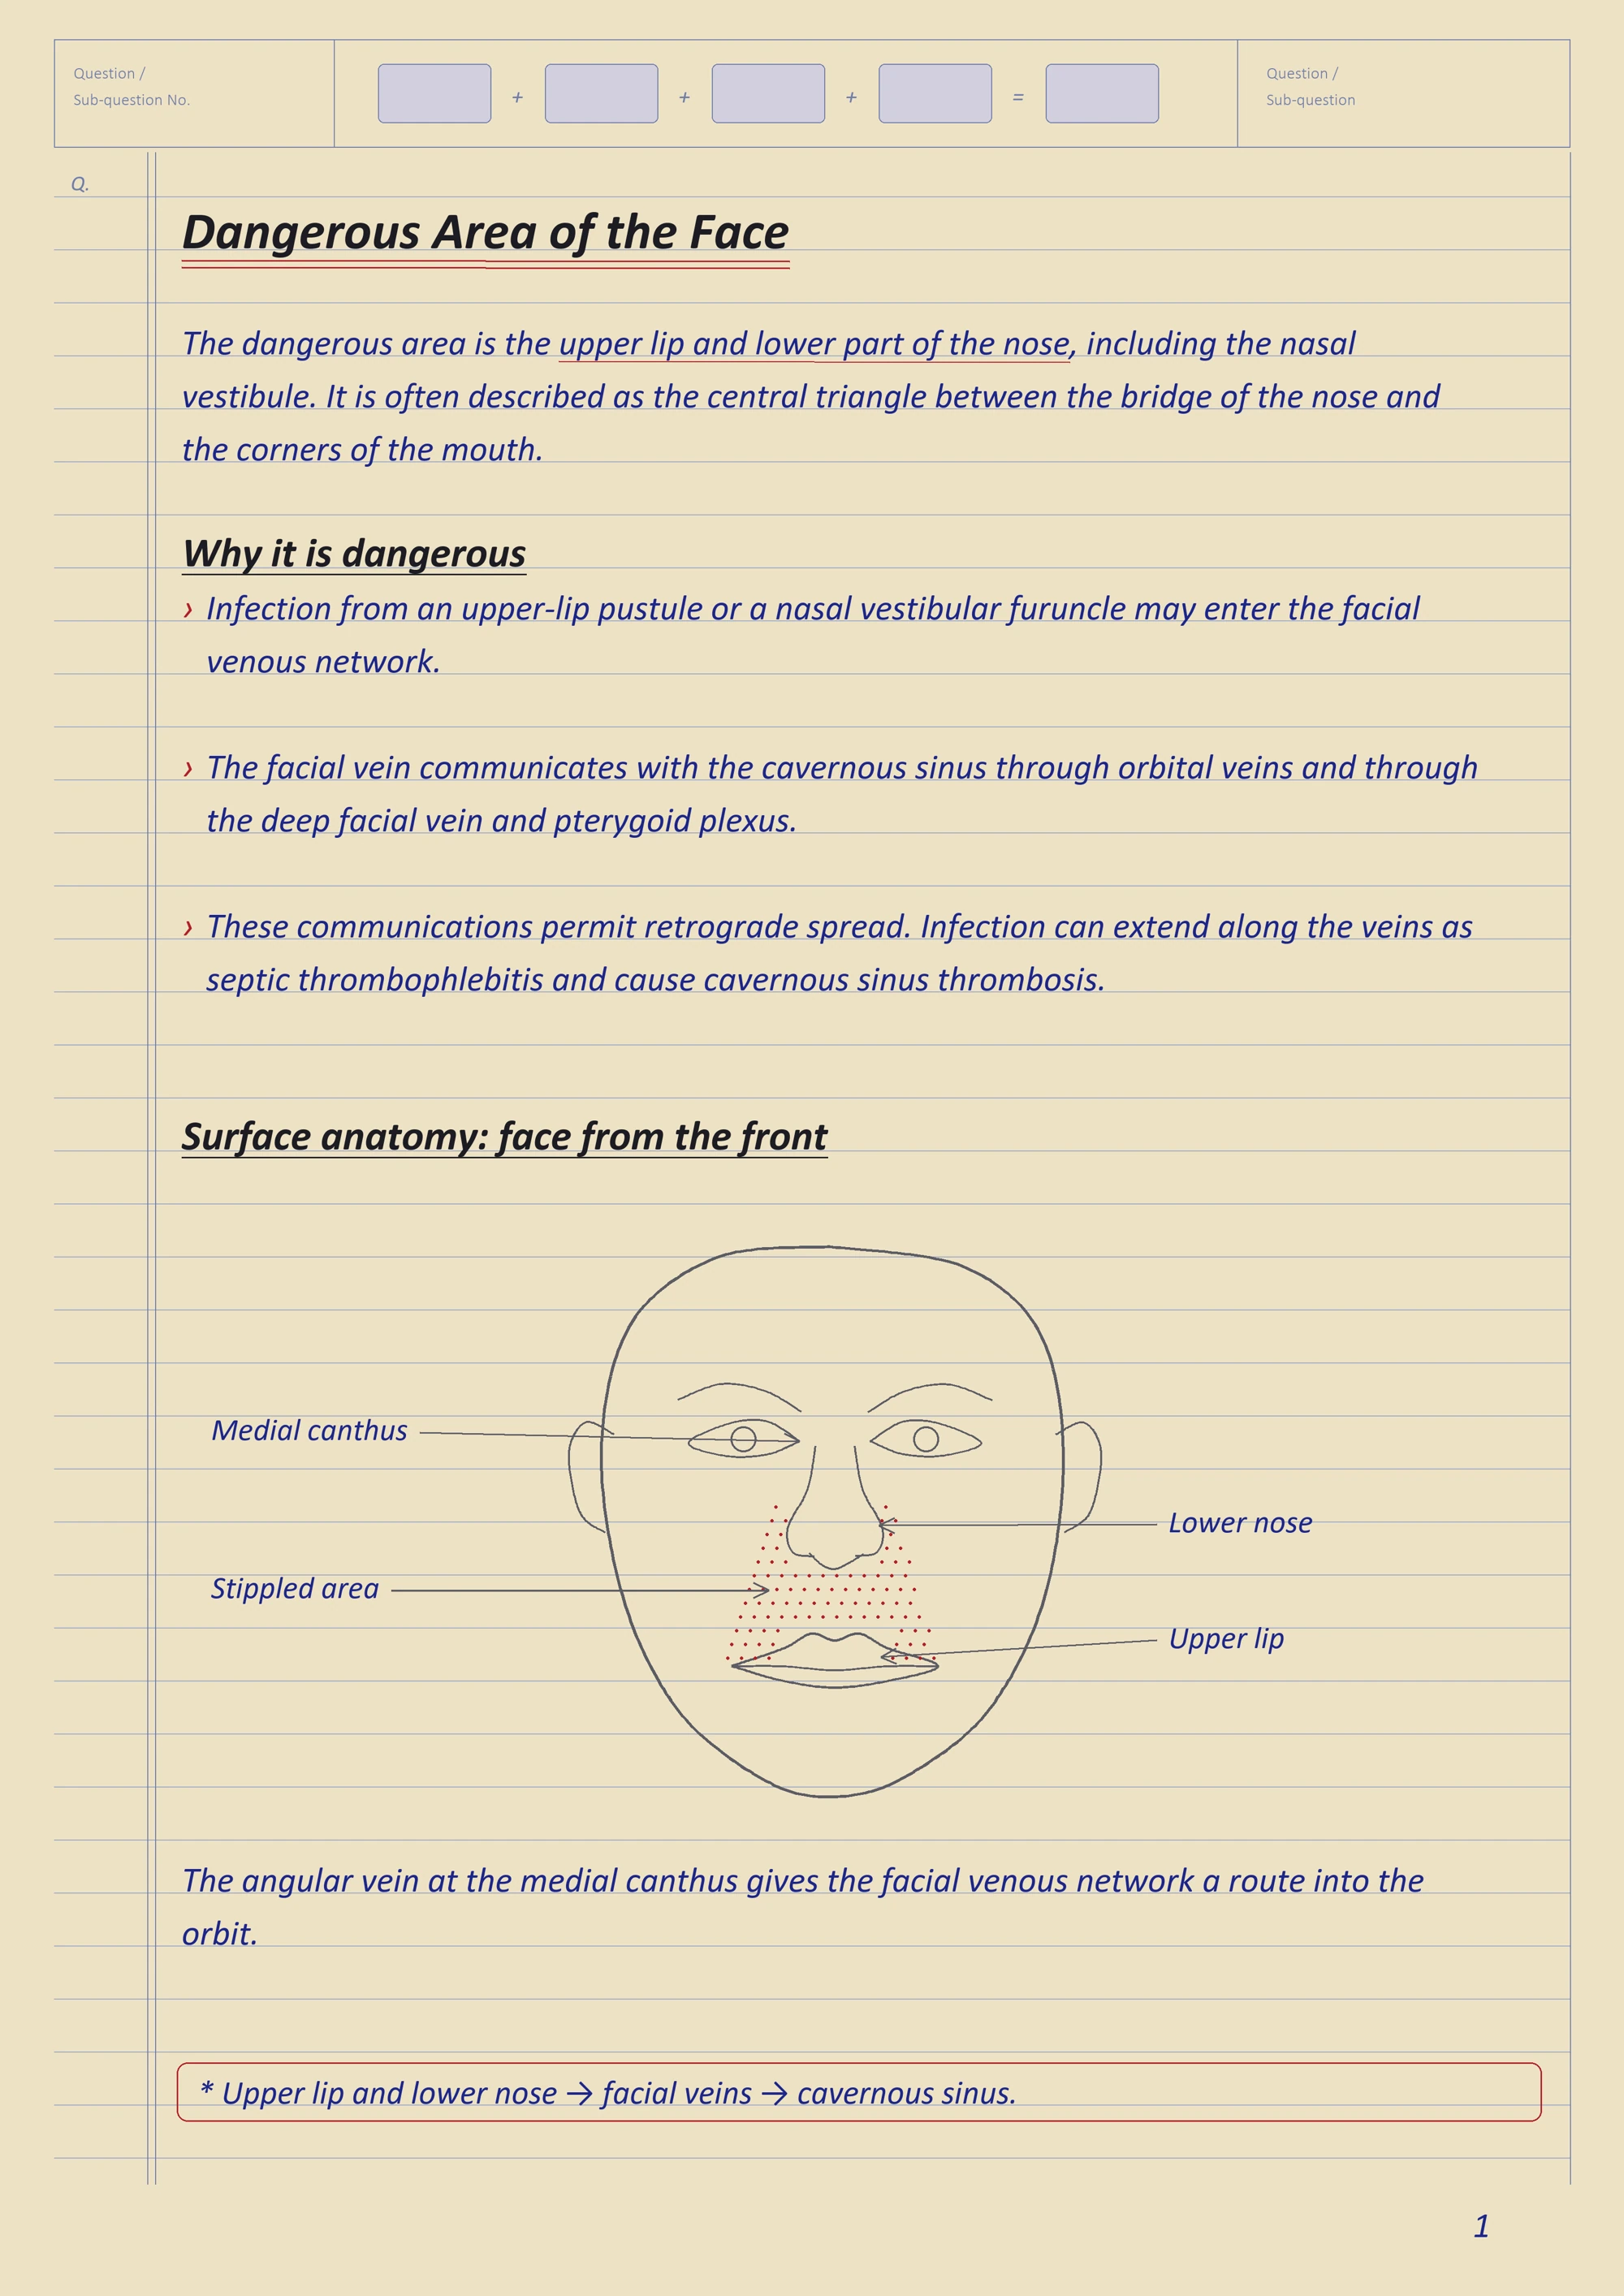 Question /
Sub-question No.
+ + + =
Question /
Sub-question
Q.
Dangerous Area of the Face
The dangerous area is the upper lip and lower part of the nose, including the nasal
vestibule. It is often described as the central triangle between the bridge of the nose and
the corners of the mouth.
Why it is dangerous
› Infection from an upper-lip pustule or a nasal vestibular furuncle may enter the facial
venous network.
› The facial vein communicates with the cavernous sinus through orbital veins and through
the deep facial vein and pterygoid plexus.
› These communications permit retrograde spread. Infection can extend along the veins as
septic thrombophlebitis and cause cavernous sinus thrombosis.
Surface anatomy: face from the front
Medial canthus
Lower nose
Stippled area
Upper lip
The angular vein at the medial canthus gives the facial venous network a route into the
orbit.
* Upper lip and lower nose → facial veins → cavernous sinus.
1